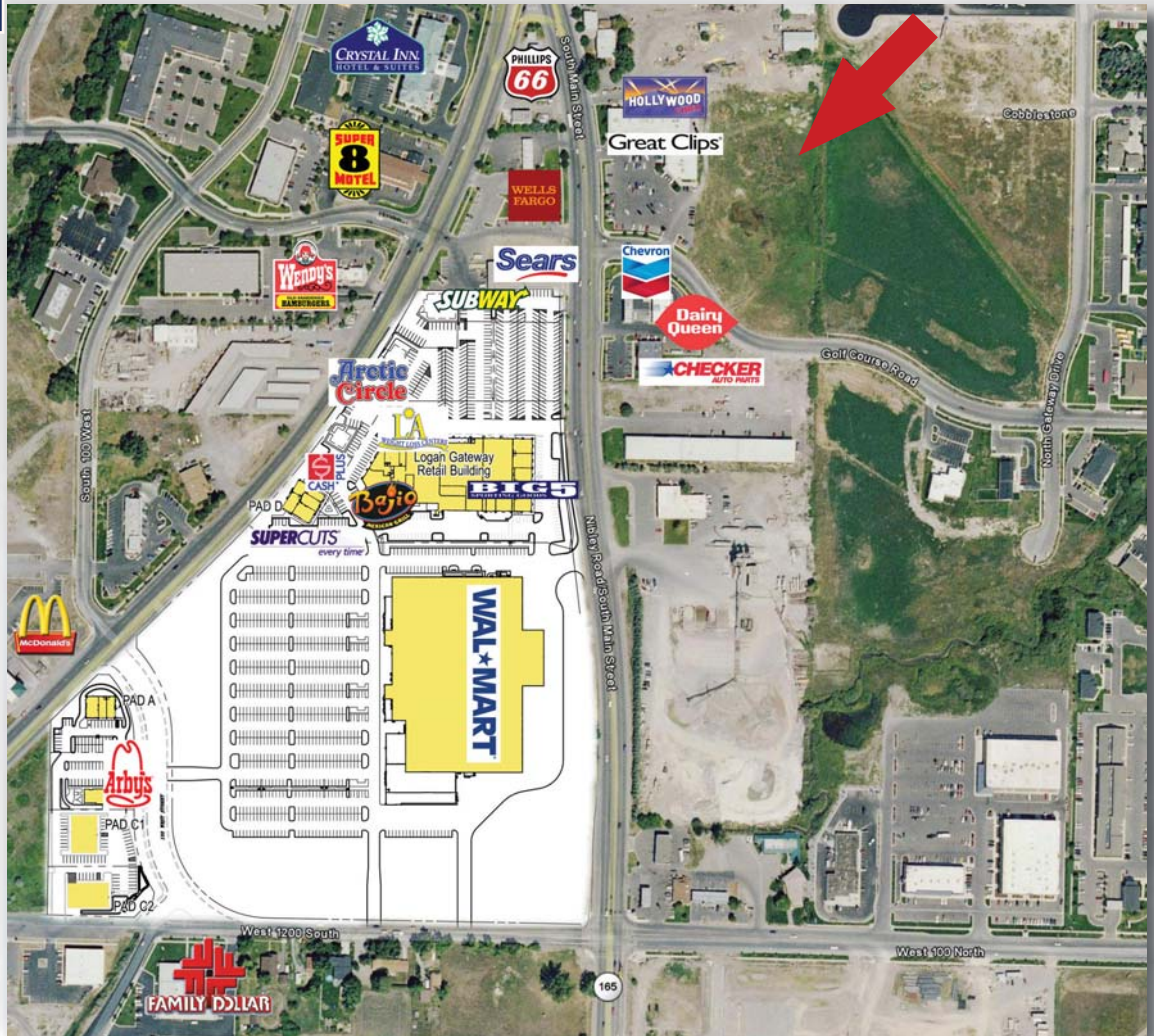 CRYSTAL INN
HOTEL & SUITES
PHILLIPS
66
South Main Street
HOLLYWOOD
Great Clips
Cobblestone
SUPER
8
MOTEL
WELLS
FARGO
WENDY'S
OLD FASHIONED
HAMBURGERS
Sears
Chevron
SUBWAY
Dairy
Queen
CHECKER
AUTO PARTS
Golf Course Road
North Gateway Drive
Arctic
Circle
LA
WEIGHT LOSS CENTERS
Logan Gateway
Retail Building
South 100 West
CASH PLUS
PAD D
Bajio
MEXICAN GRILL
BIG 5
SPORTING GOODS
SUPERCUTS
every time
Nibley Road/South Main Street
McDonald's
WAL★MART
PAD A
Arby's
PAD C1
PAD C2
West 1200 South
West 100 North
165
FAMILY DOLLAR